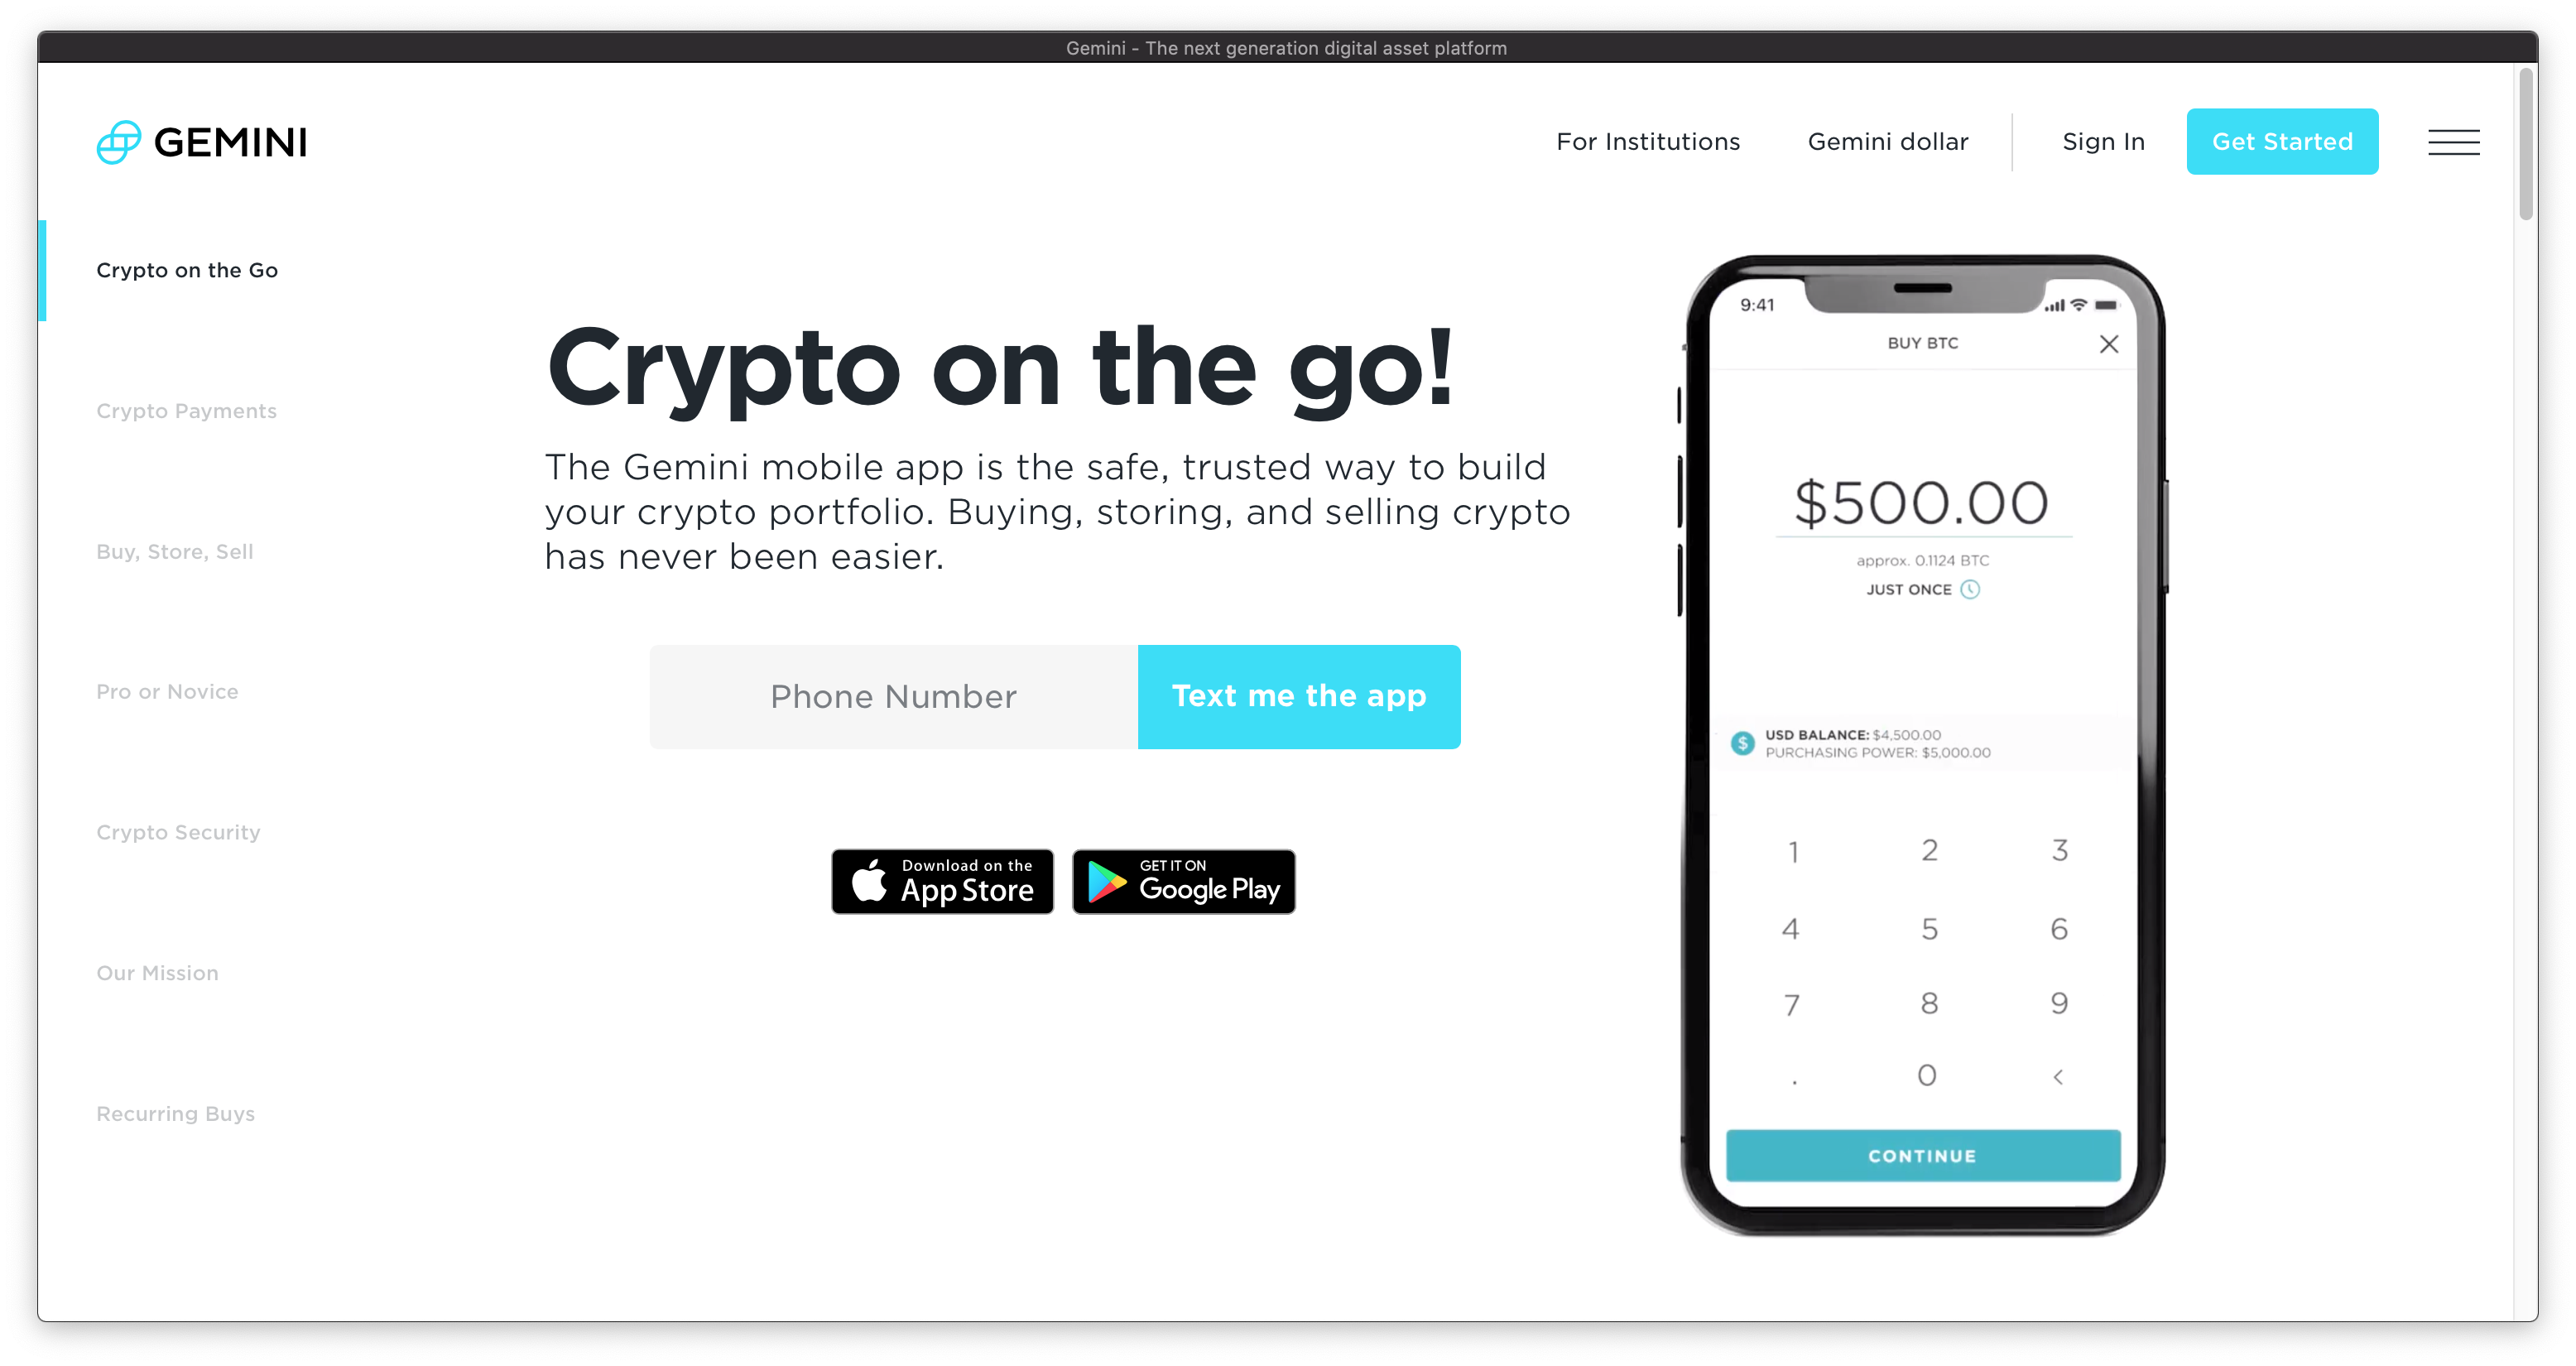 Gemini - The next generation digital asset platform
GEMINI
For Institutions
Gemini dollar
Sign In
Get Started
Crypto on the Go
Crypto Payments
Buy, Store, Sell
Pro or Novice
Crypto Security
Our Mission
Recurring Buys
Crypto on the go!
The Gemini mobile app is the safe, trusted way to build
your crypto portfolio. Buying, storing, and selling crypto
has never been easier.
Phone Number
Text me the app
Download on the
App Store
GET IT ON
Google Play
9:41
BUY BTC
$500.00
approx. 0.1124 BTC
JUST ONCE
$
USD BALANCE: $4,500.00
PURCHASING POWER: $5,000.00
1 2 3
4 5 6
7 8 9
. 0 <
CONTINUE